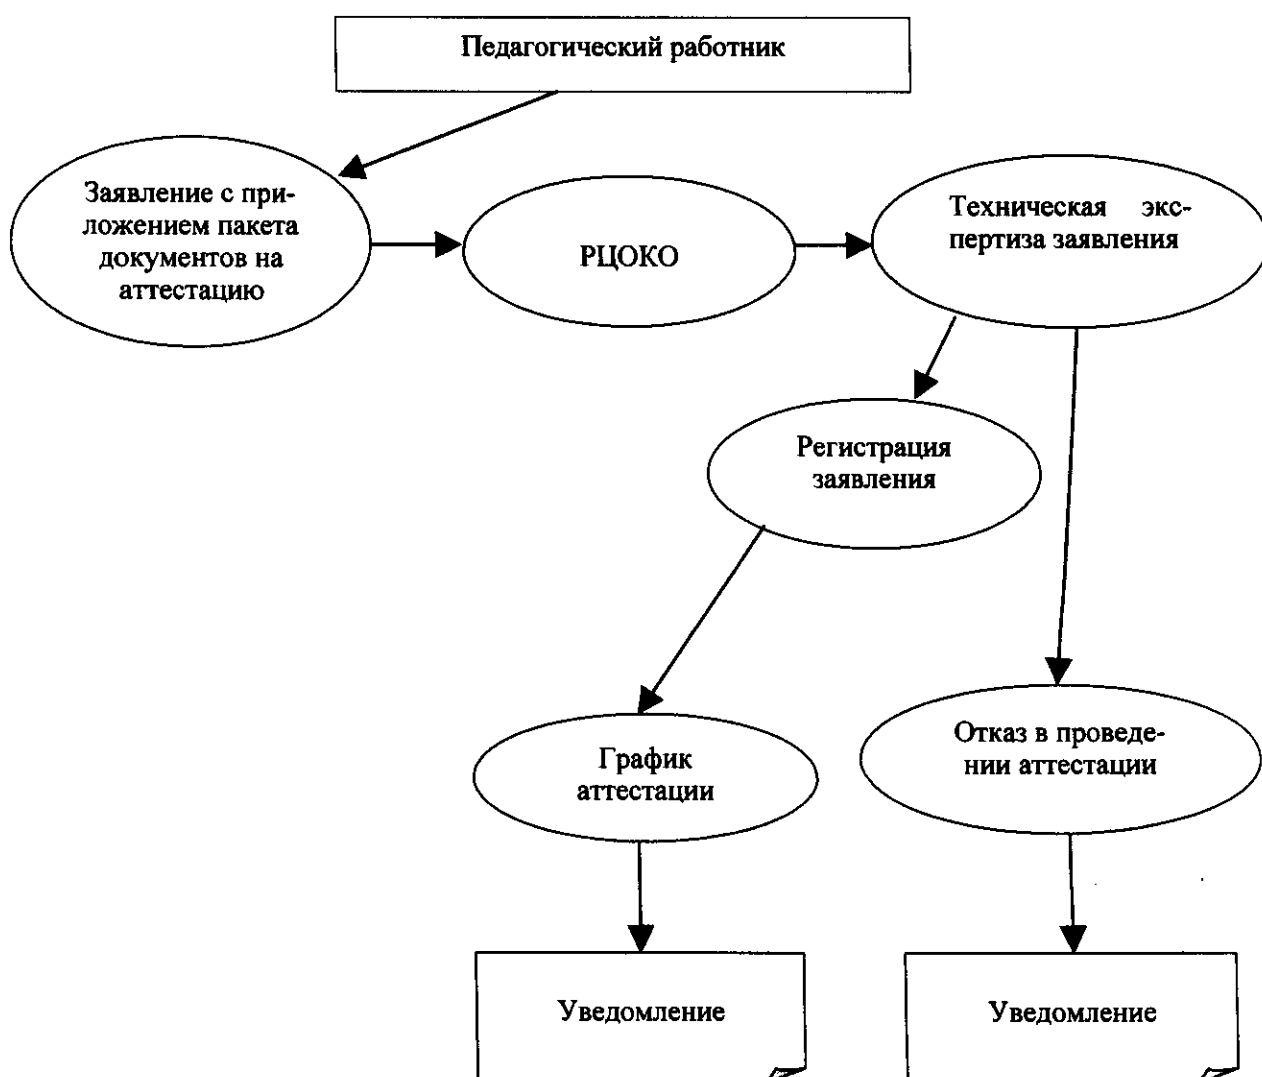 Педагогический работник
Заявление с при-
ложением пакета
документов на
аттестацию
РЦОКО
Техническая экс-
пертиза заявления
Регистрация
заявления
График
аттестации
Отказ в проведе-
нии аттестации
Уведомление
Уведомление